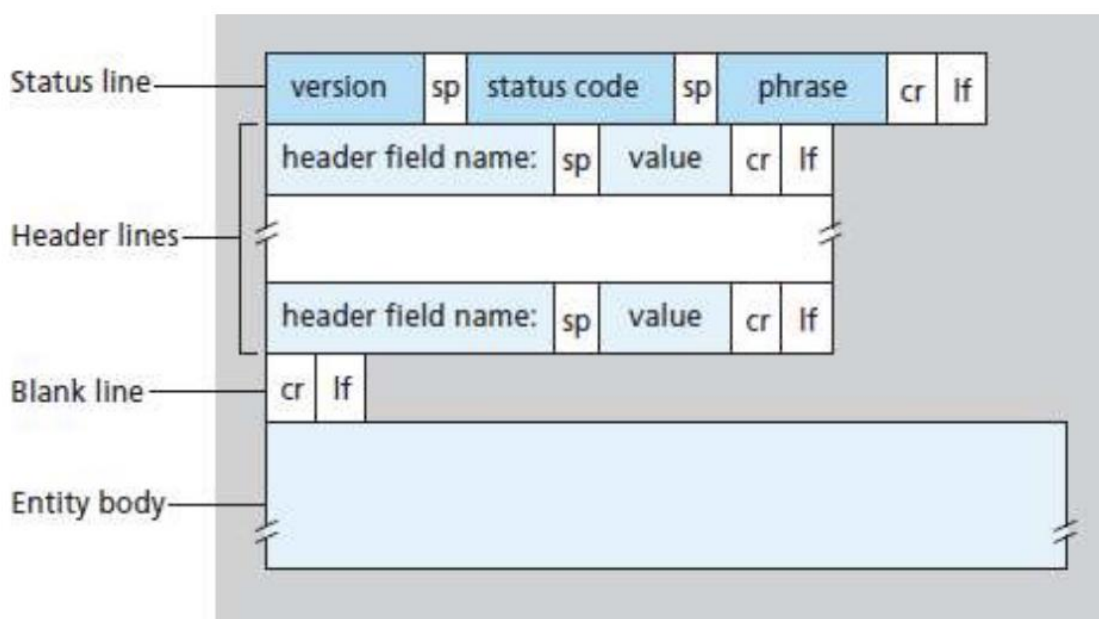 Status line
version sp status code sp phrase cr lf
header field name: sp value cr lf
Header lines
header field name: sp value cr lf
Blank line
cr lf
Entity body